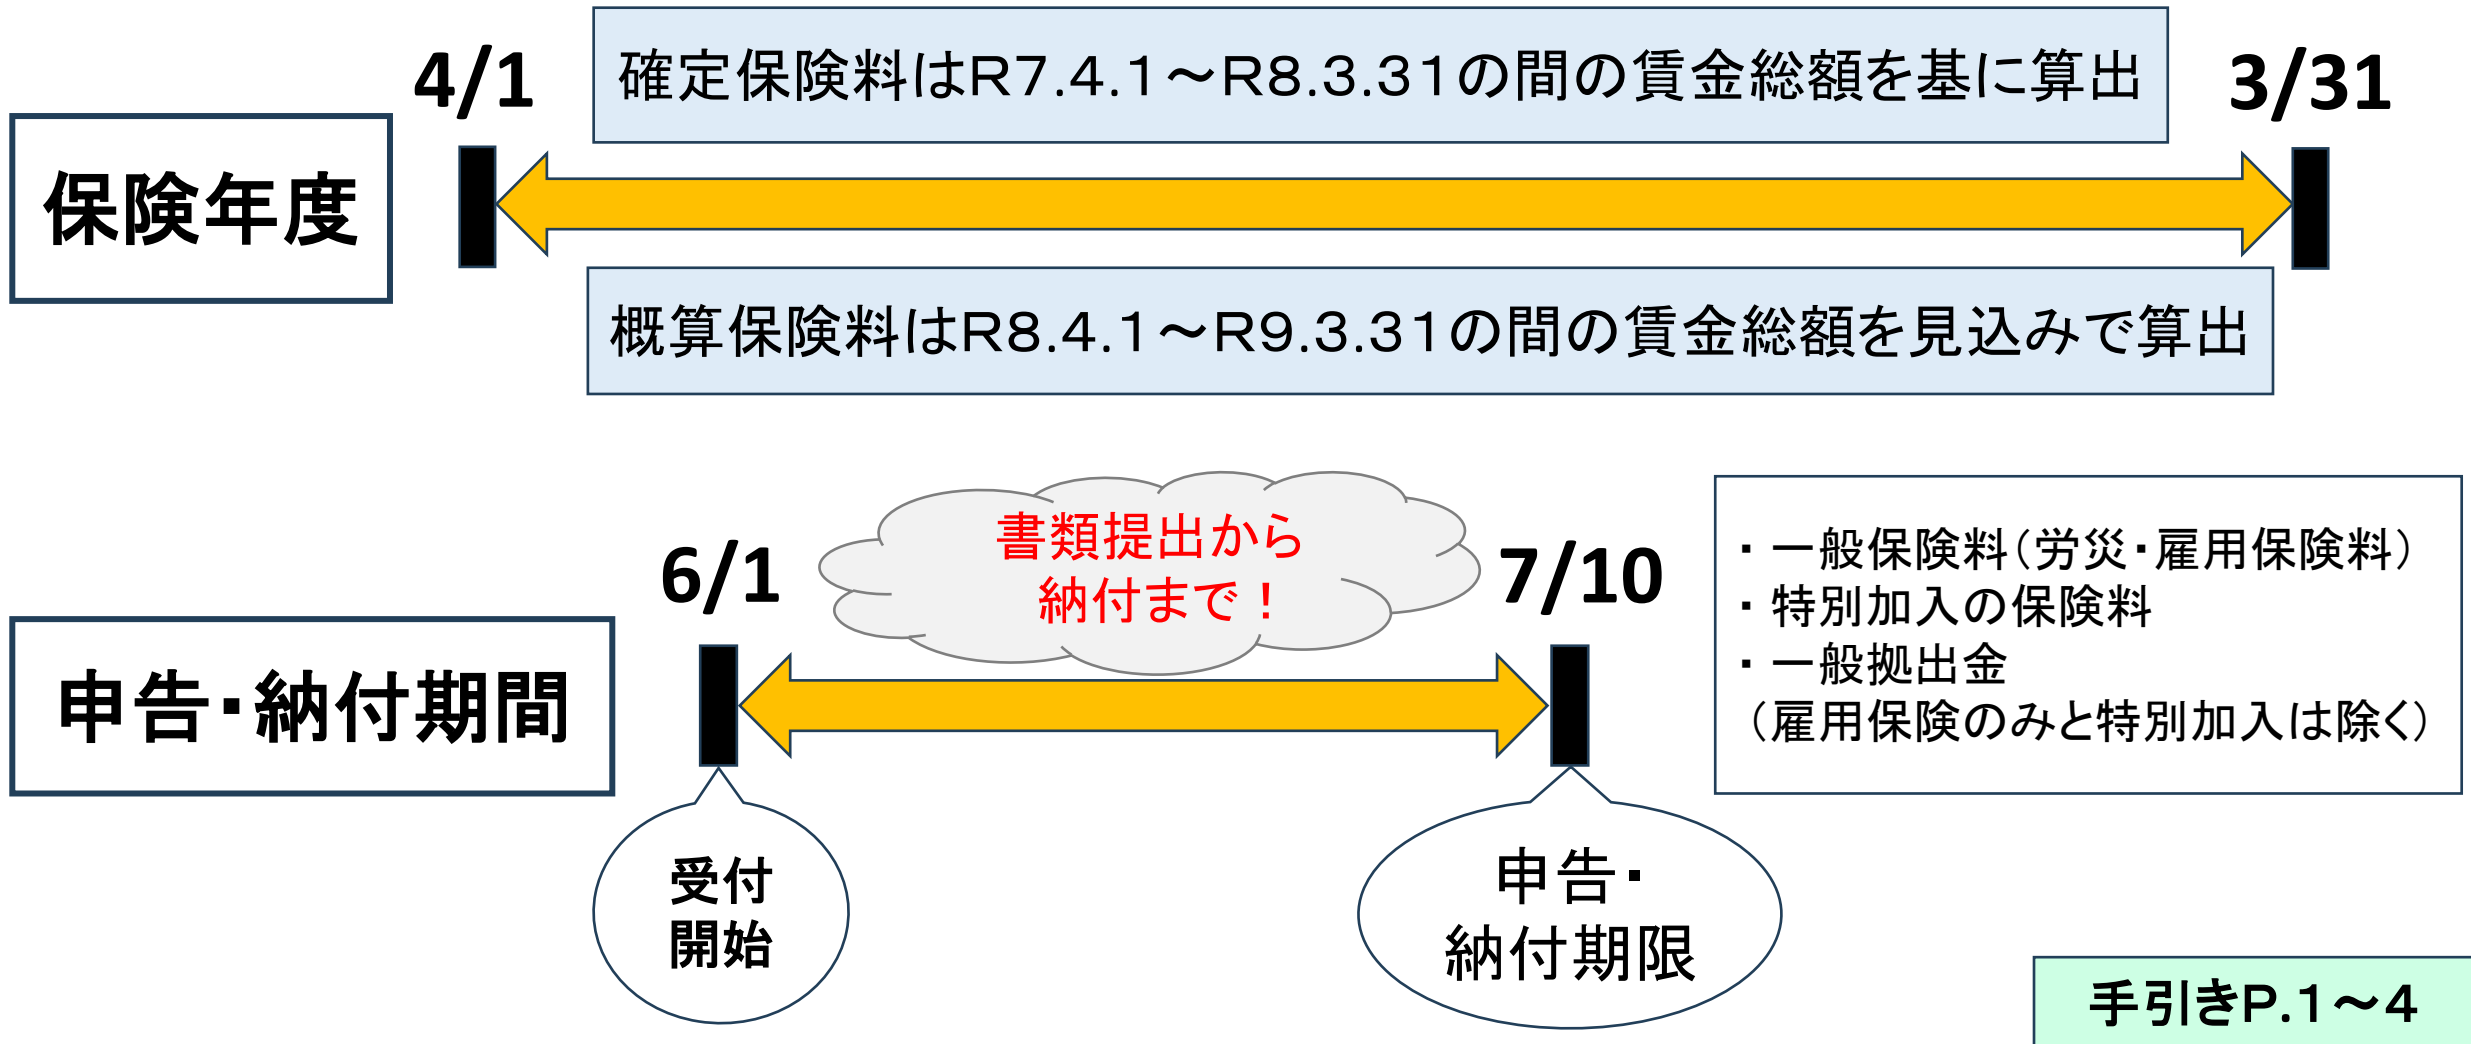 4/1
確定保険料はR7.4.1～R8.3.31の間の賃金総額を基に算出
3/31
保険年度
概算保険料はR8.4.1～R9.3.31の間の賃金総額を見込みで算出
6/1
書類提出から
納付まで！
7/10
・一般保険料（労災・雇用保険料）
・特別加入の保険料
・一般拠出金
（雇用保険のみと特別加入は除く）
申告・納付期間
受付
開始
申告・
納付期限
手引きP.1～4